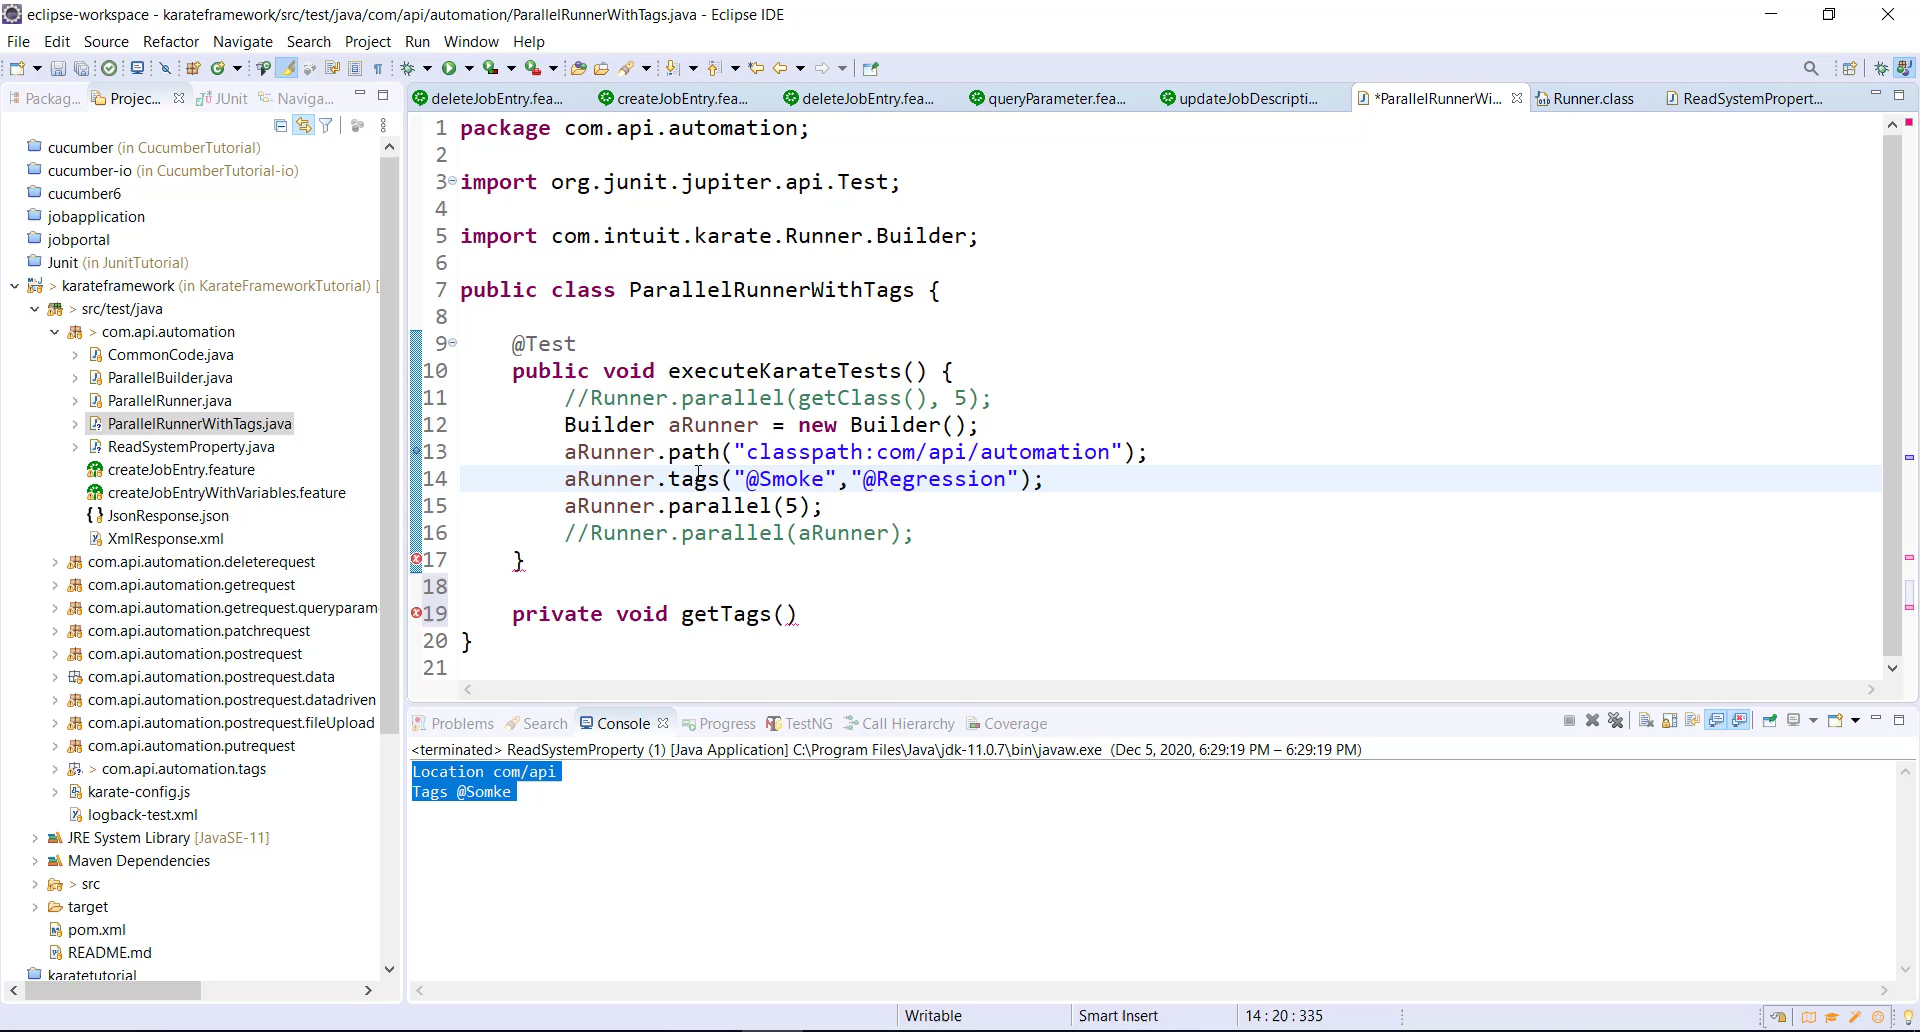 eclipse-workspace - karateframework/src/test/java/com/api/automation/ParallelRunnerWithTags.java - Eclipse IDE
File Edit Source Refactor Navigate Search Project Run Window Help
Packag... Projec... JUnit Naviga...
deleteJobEntry.fea... createJobEntry.fea... deleteJobEntry.fea... queryParameter.fea... updateJobDescripti... *ParallelRunnerWi... Runner.class ReadSystemPropert...
cucumber (in CucumberTutorial)
cucumber-io (in CucumberTutorial-io)
cucumber6
jobapplication
jobportal
Junit (in JunitTutorial)
> karateframework (in KarateFrameworkTutorial) [
> src/test/java
> com.api.automation
CommonCode.java
ParallelBuilder.java
ParallelRunner.java
ParallelRunnerWithTags.java
ReadSystemProperty.java
createJobEntry.feature
createJobEntryWithVariables.feature
JsonResponse.json
XmlResponse.xml
com.api.automation.deleterequest
com.api.automation.getrequest
com.api.automation.getrequest.queryparam
com.api.automation.patchrequest
com.api.automation.postrequest
com.api.automation.postrequest.data
com.api.automation.postrequest.datadriven
com.api.automation.postrequest.fileUpload
com.api.automation.putrequest
> com.api.automation.tags
karate-config.js
logback-test.xml
JRE System Library [JavaSE-11]
Maven Dependencies
> src
target
pom.xml
README.md
karatetutorial
1 package com.api.automation;
2
3 import org.junit.jupiter.api.Test;
4
5 import com.intuit.karate.Runner.Builder;
6
7 public class ParallelRunnerWithTags {
8
9 @Test
10 public void executeKarateTests() {
11 //Runner.parallel(getClass(), 5);
12 Builder aRunner = new Builder();
13 aRunner.path("classpath:com/api/automation");
14 aRunner.tags("@Smoke","@Regression");
15 aRunner.parallel(5);
16 //Runner.parallel(aRunner);
17 }
18
19 private void getTags()
20 }
21
Problems Search Console Progress TestNG Call Hierarchy Coverage
<terminated> ReadSystemProperty (1) [Java Application] C:\Program Files\Java\jdk-11.0.7\bin\javaw.exe (Dec 5, 2020, 6:29:19 PM – 6:29:19 PM)
Location com/api
Tags @Somke
Writable Smart Insert 14 : 20 : 335